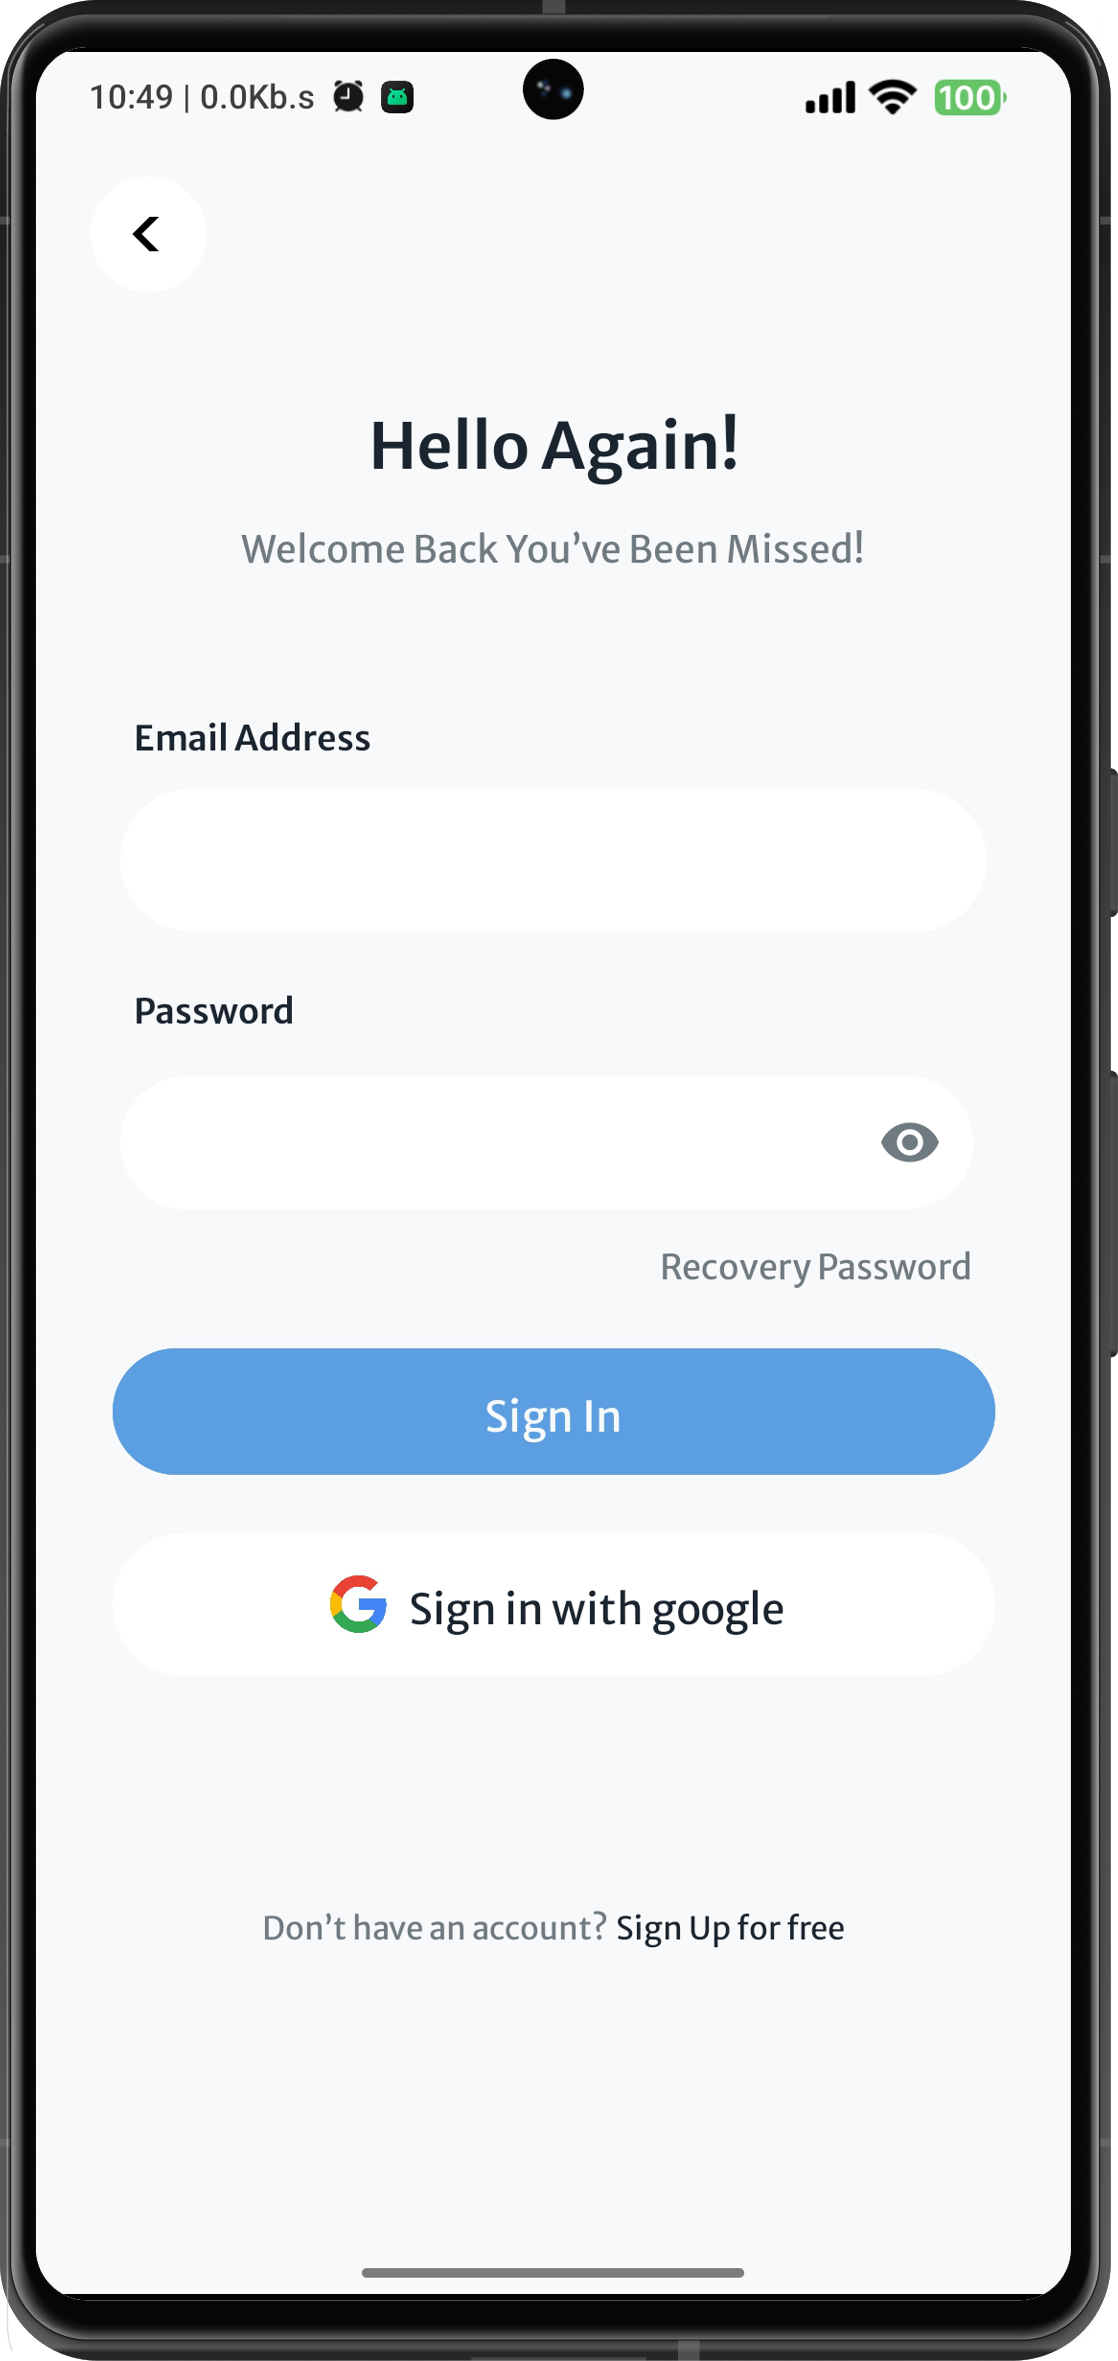 10:49 | 0.0Kb.s 100
Hello Again!
Welcome Back You’ve Been Missed!
Email Address
Password
Recovery Password
Sign In
Sign in with google
Don’t have an account? Sign Up for free